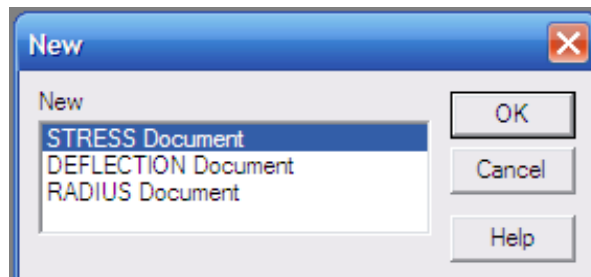 New
New
STRESS Document
DEFLECTION Document
RADIUS Document
OK
Cancel
Help